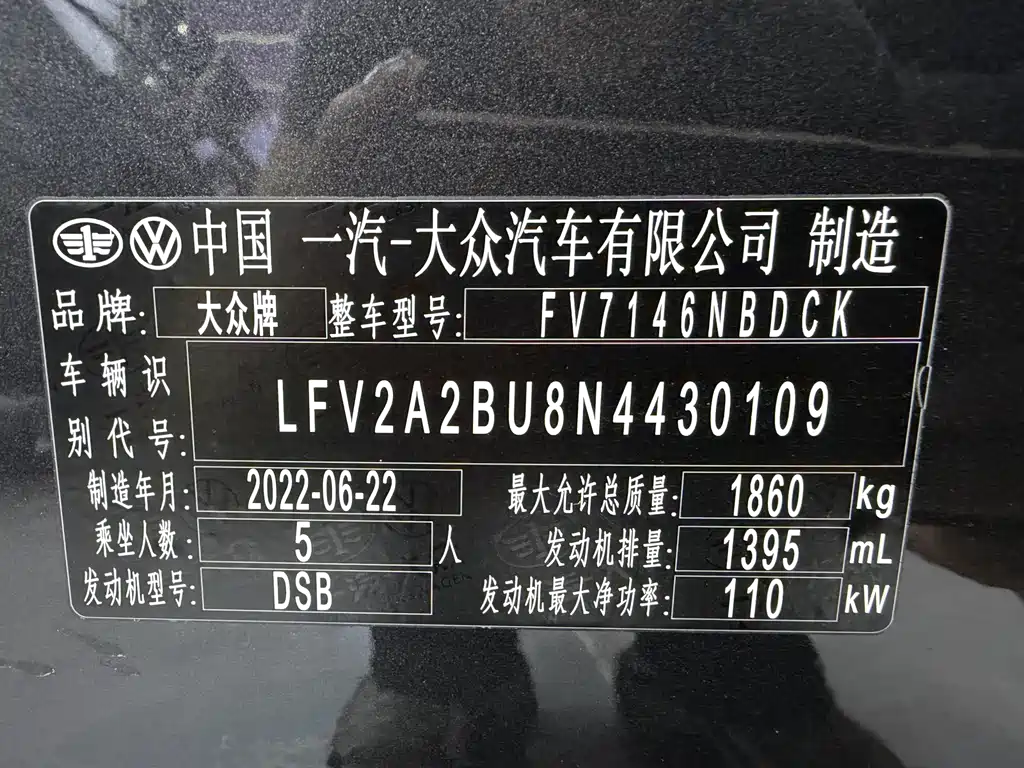 中国 一汽-大众汽车有限公司 制造
品牌: 大众牌 整车型号: FV7146NBDCK
车辆识别代号: LFV2A2BU8N4430109
制造年月: 2022-06-22 最大允许总质量: 1860 kg
乘坐人数: 5 人 发动机排量: 1395 mL
发动机型号: DSB 发动机最大净功率: 110 kW